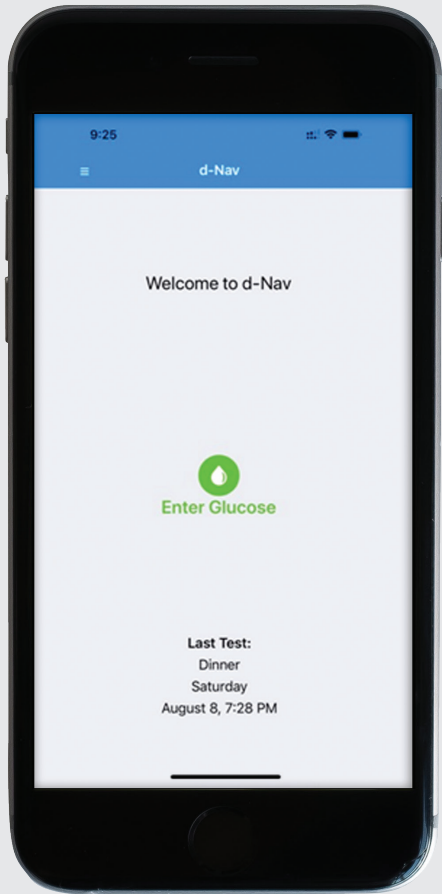 9:25
d-Nav
Welcome to d-Nav
Enter Glucose
Last Test:
Dinner
Saturday
August 8, 7:28 PM